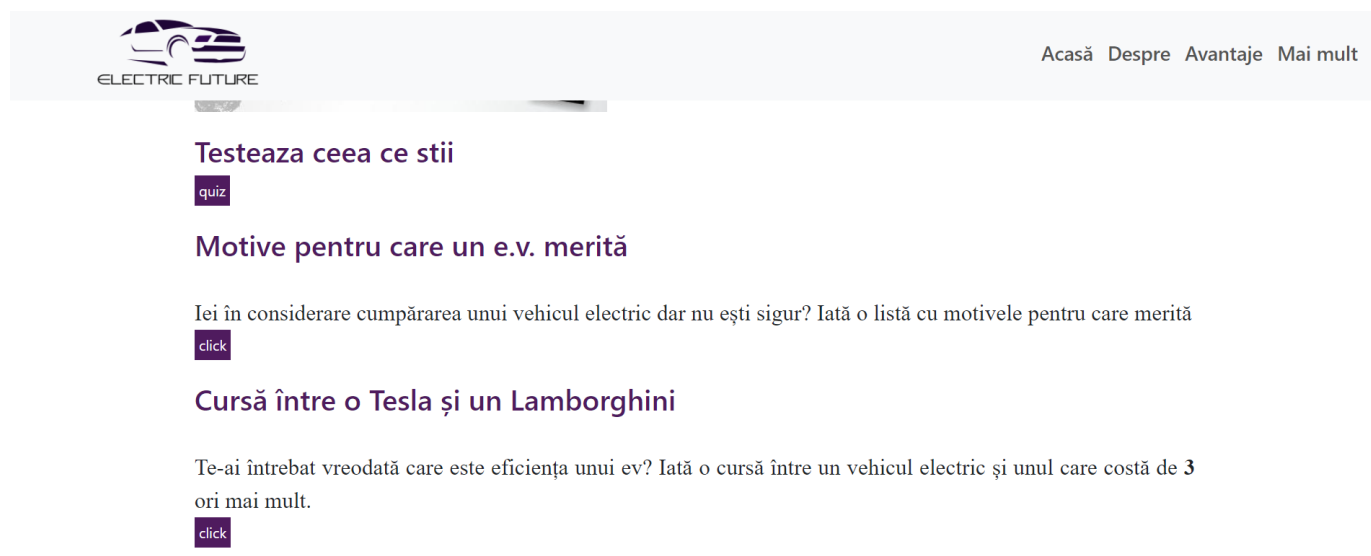 ELECTRIC FUTURE
Acasă Despre Avantaje Mai mult
Testeaza ceea ce stii
quiz
Motive pentru care un e.v. merită
Iei în considerare cumpărarea unui vehicul electric dar nu ești sigur? Iată o listă cu motivele pentru care merită
click
Cursă între o Tesla și un Lamborghini
Te-ai întrebat vreodată care este eficiența unui ev? Iată o cursă între un vehicul electric și unul care costă de 3
ori mai mult.
click